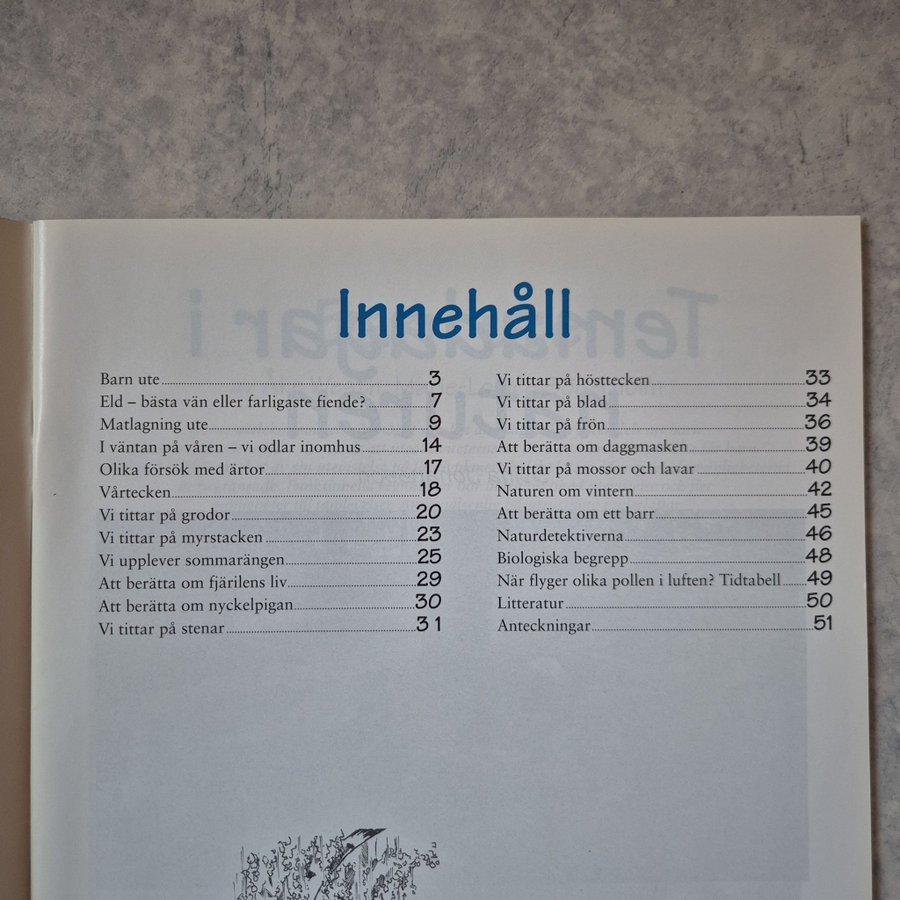 Innehåll
Barn ute 3
Eld – bästa vän eller farligaste fiende? 7
Matlagning ute 9
I väntan på våren – vi odlar inomhus 14
Olika försök med ärtor 17
Vårtecken 18
Vi tittar på grodor 20
Vi tittar på myrstacken 23
Vi upplever sommarängen 25
Att berätta om fjärilens liv 29
Att berätta om nyckelpigan 30
Vi tittar på stenar 31
Vi tittar på hösttecken 33
Vi tittar på blad 34
Vi tittar på frön 36
Att berätta om daggmasken 39
Vi tittar på mossor och lavar 40
Naturen om vintern 42
Att berätta om ett barr 45
Naturdetektiverna 46
Biologiska begrepp 48
När flyger olika pollen i luften? Tidtabell 49
Litteratur 50
Anteckningar 51